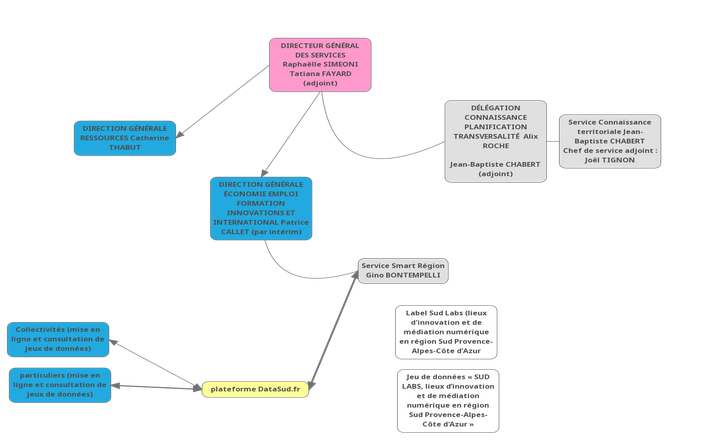 DIRECTEUR GÉNÉRAL
DES SERVICES
Raphaëlle SIMEONI
Tatiana FAYARD
(adjoint)
DIRECTION GÉNÉRALE
RESSOURCES Catherine
THABUT
DÉLÉGATION
CONNAISSANCE
PLANIFICATION
TRANSVERSALITÉ Alix
ROCHE
Jean-Baptiste CHABERT
(adjoint)
Service Connaissance
territoriale Jean-
Baptiste CHABERT
Chef de service adjoint :
Joël TIGNON
DIRECTION GÉNÉRALE
ÉCONOMIE EMPLOI
FORMATION
INNOVATIONS ET
INTERNATIONAL Patrice
CALLET (par intérim)
Service Smart Région
Gino BONTEMPELLI
Label Sud Labs (lieux
d'innovation et de
médiation numérique
en région Sud Provence-
Alpes-Côte d'Azur
Collectivités (mise en
ligne et consultation de
jeux de données)
particuliers (mise en
ligne et consultation de
jeux de données)
plateforme DataSud.fr
Jeu de données « SUD
LABS, lieux d'innovation
et de médiation
numérique en région
Sud Provence-Alpes-
Côte d'Azur »